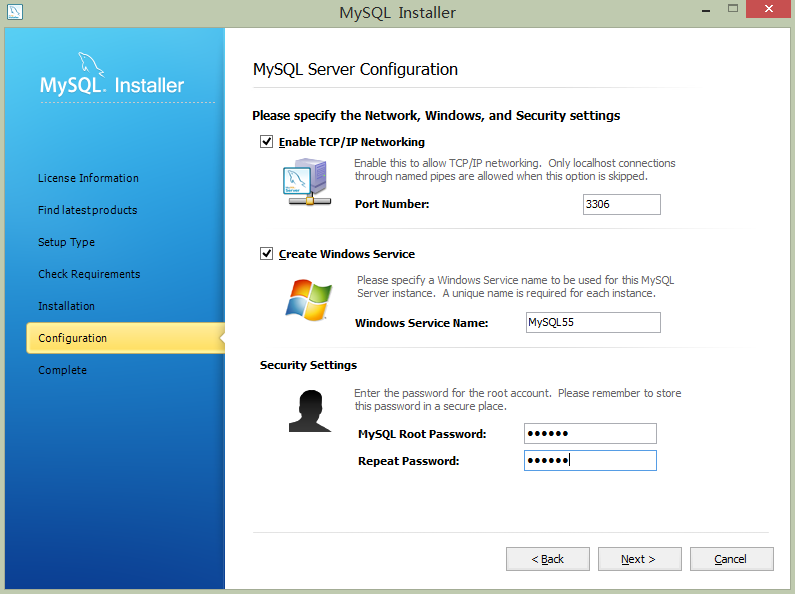 MySQL Installer
MySQL Installer
License Information
Find latest products
Setup Type
Check Requirements
Installation
Configuration
Complete
MySQL Server Configuration
Please specify the Network, Windows, and Security settings
Enable TCP/IP Networking
Enable this to allow TCP/IP networking. Only localhost connections
through named pipes are allowed when this option is skipped.
Port Number: 3306
Create Windows Service
Please specify a Windows Service name to be used for this MySQL
Server instance. A unique name is required for each instance.
Windows Service Name: MySQL55
Security Settings
Enter the password for the root account. Please remember to store
this password in a secure place.
MySQL Root Password: ••••••
Repeat Password: ••••••
< Back Next > Cancel